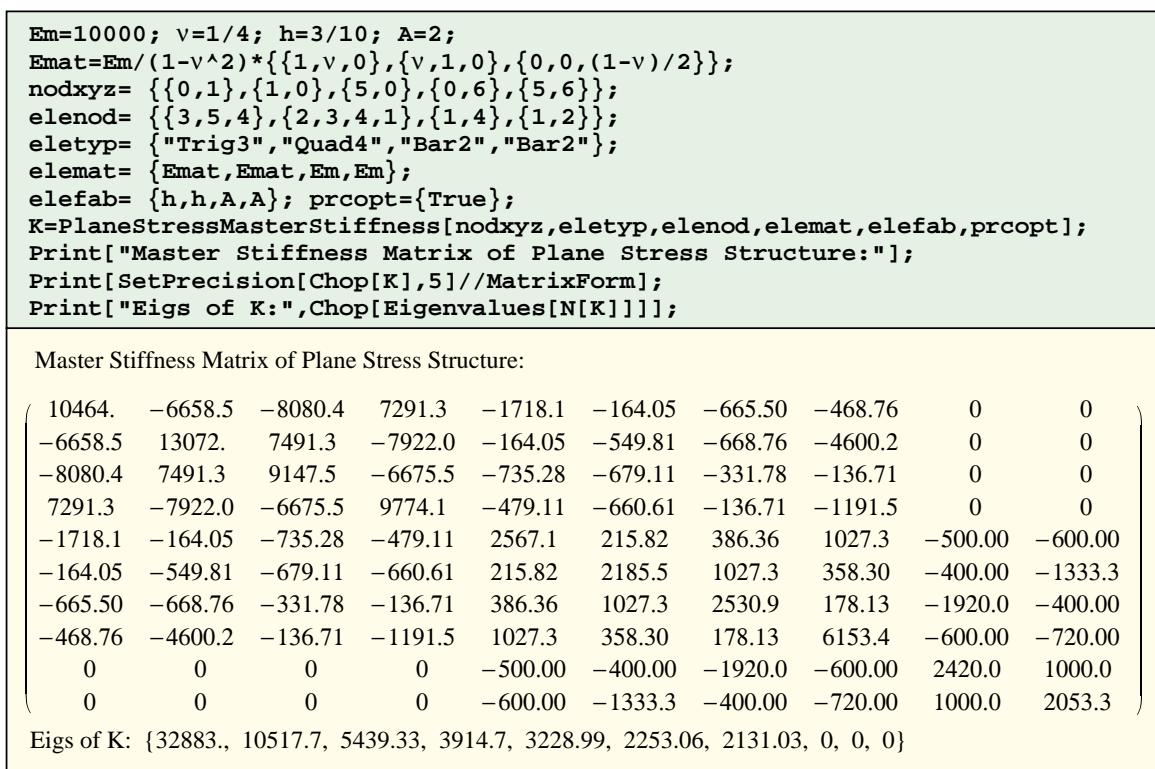 Em=10000; ν=1/4; h=3/10; A=2;
Emat=Em/(1-ν^2)*{{1,ν,0},{ν,1,0},{0,0,(1-ν)/2}};
nodxyz= {{0,1},{1,0},{5,0},{0,6},{5,6}};
elenod= {{3,5,4},{2,3,4,1},{1,4},{1,2}};
eletyp= {"Trig3","Quad4","Bar2","Bar2"};
elemat= {Emat,Emat,Em,Em};
elefab= {h,h,A,A}; prcopt={True};
K=PlaneStressMasterStiffness[nodxyz,eletyp,elenod,elemat,elefab,prcopt];
Print["Master Stiffness Matrix of Plane Stress Structure:"];
Print[SetPrecision[Chop[K],5]//MatrixForm];
Print["Eigs of K:",Chop[Eigenvalues[N[K]]]];
Master Stiffness Matrix of Plane Stress Structure:
10464. −6658.5 −8080.4 7291.3 −1718.1 −164.05 −665.50 −468.76 0 0
−6658.5 13072. 7491.3 −7922.0 −164.05 −549.81 −668.76 −4600.2 0 0
−8080.4 7491.3 9147.5 −6675.5 −735.28 −679.11 −331.78 −136.71 0 0
7291.3 −7922.0 −6675.5 9774.1 −479.11 −660.61 −136.71 −1191.5 0 0
−1718.1 −164.05 −735.28 −479.11 2567.1 215.82 386.36 1027.3 −500.00 −600.00
−164.05 −549.81 −679.11 −660.61 215.82 2185.5 1027.3 358.30 −400.00 −1333.3
−665.50 −668.76 −331.78 −136.71 386.36 1027.3 2530.9 178.13 −1920.0 −400.00
−468.76 −4600.2 −136.71 −1191.5 1027.3 358.30 178.13 6153.4 −600.00 −720.00
0 0 0 0 −500.00 −400.00 −1920.0 −600.00 2420.0 1000.0
0 0 0 0 −600.00 −1333.3 −400.00 −720.00 1000.0 2053.3
Eigs of K: {32883., 10517.7, 5439.33, 3914.7, 3228.99, 2253.06, 2131.03, 0, 0, 0}